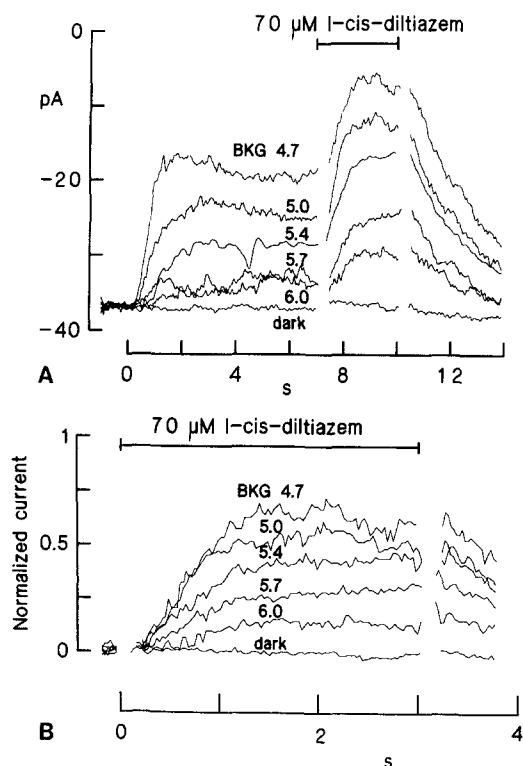 70 µM l-cis-diltiazem
0
pA
BKG 4.7
-20
5.0
5.4
5.7
6.0
dark
-40
A
0
4
8
12
s
70 µM l-cis-diltiazem
1
BKG 4.7
5.0
Normalized current
0.5
5.4
5.7
6.0
dark
0
B
0
2
4
s